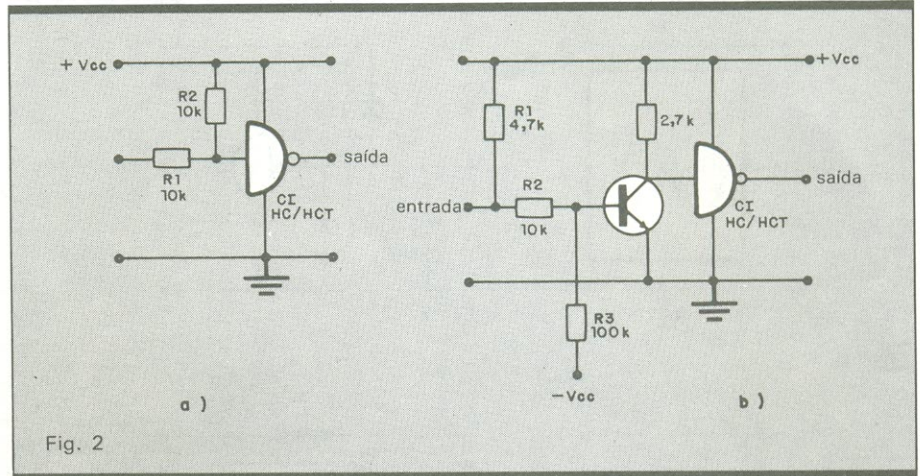 + Vcc
R2
10k
R1
10k
CI
HC/HCT
saída
a )
+Vcc
R1
4,7k
2,7k
entrada
R2
10k
CI
HC/HCT
saída
R3
100k
-Vcc
b )
Fig. 2